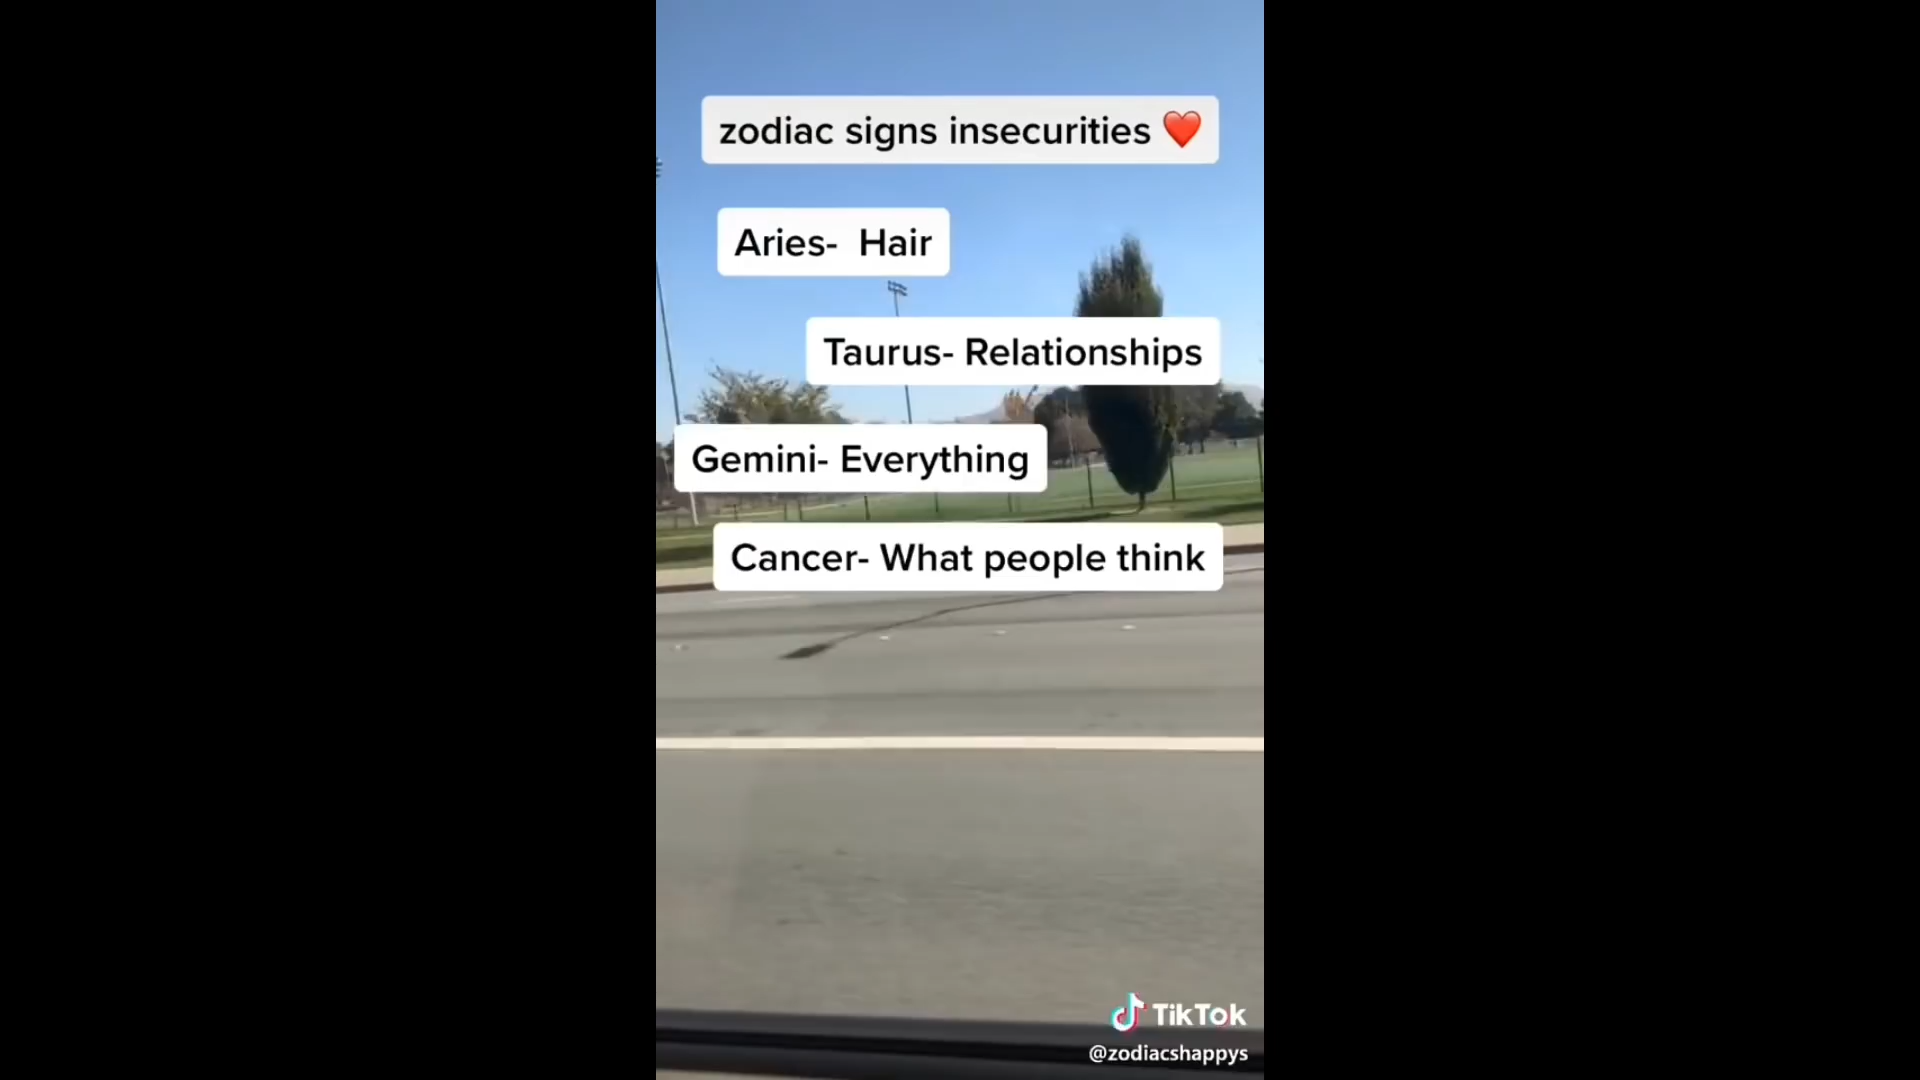 zodiac signs insecurities ❤️
Aries- Hair
Taurus- Relationships
Gemini- Everything
Cancer- What people think
TikTok
@zodiacshappys